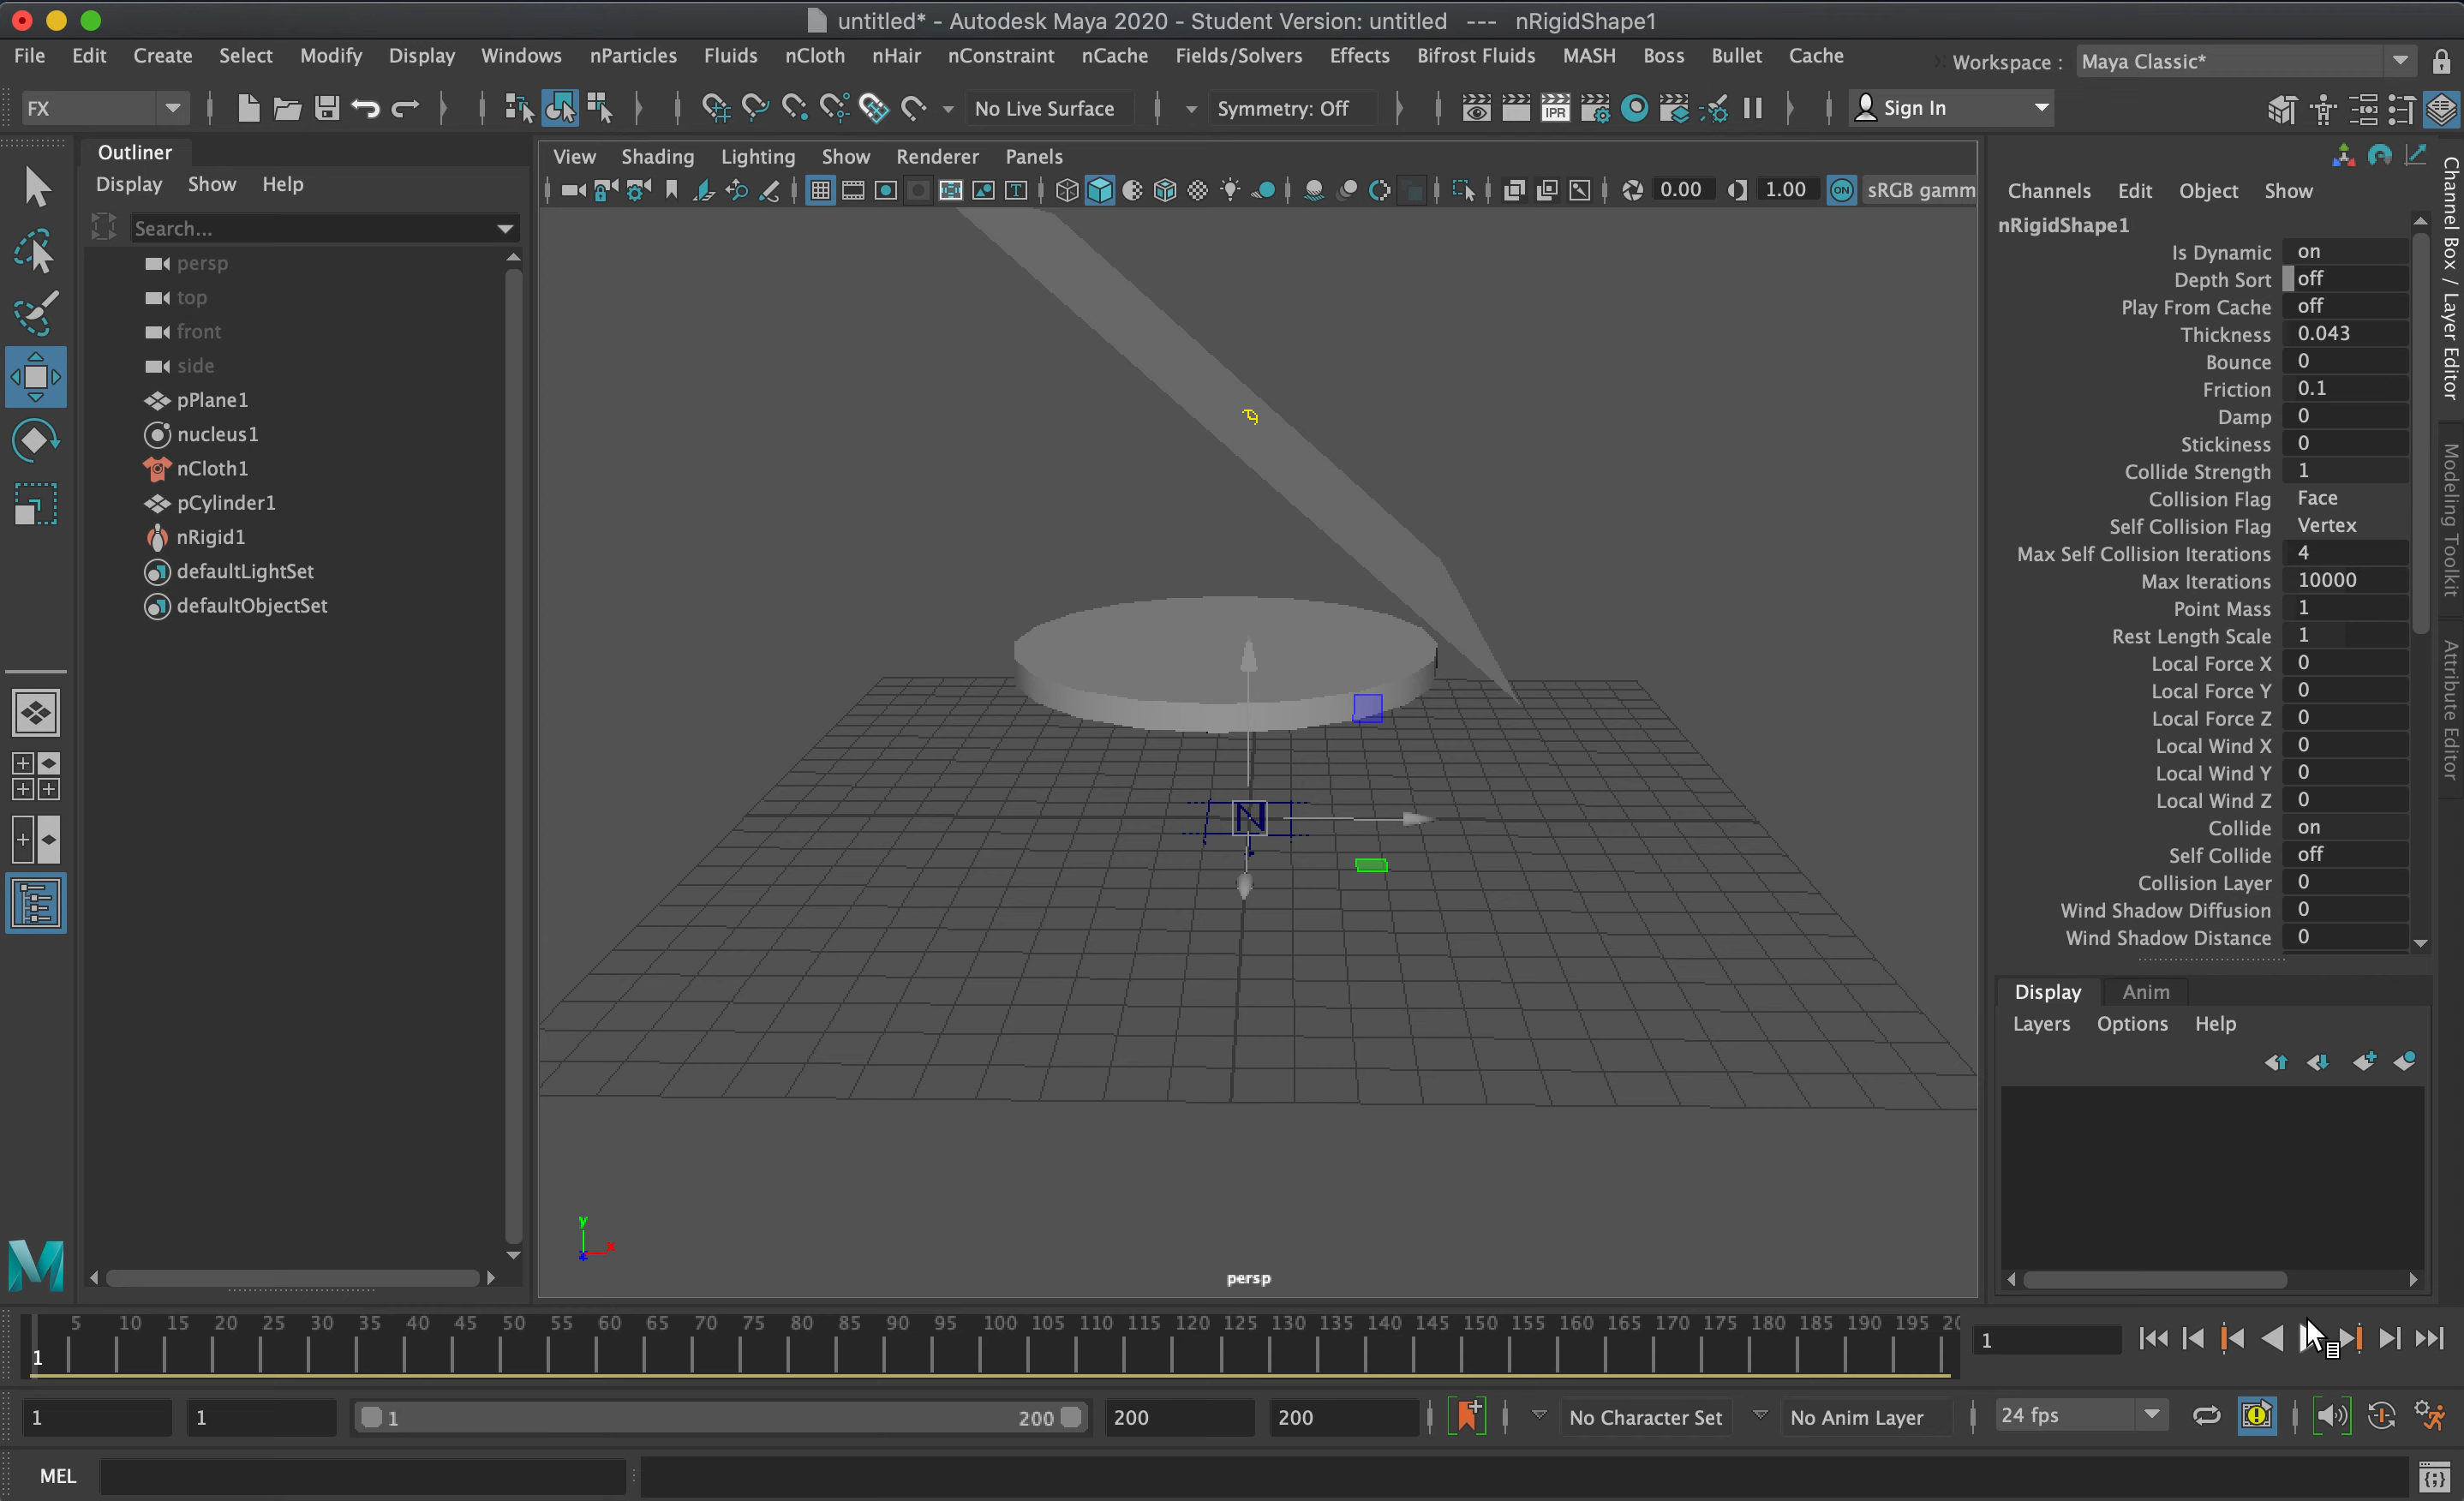 untitled* - Autodesk Maya 2020 - Student Version: untitled --- nRigidShape1
File Edit Create Select Modify Display Windows nParticles Fluids nCloth nHair nConstraint nCache Fields/Solvers Effects Bifrost Fluids MASH Boss Bullet Cache Workspace : Maya Classic*
FX No Live Surface Symmetry: Off IPR Sign In
Outliner
Display Show Help
Search...
persp
top
front
side
pPlane1
nucleus1
nCloth1
pCylinder1
nRigid1
defaultLightSet
defaultObjectSet
View Shading Lighting Show Renderer Panels
0.00 1.00 ON sRGB gamm
N
y
x
z
persp
Channels Edit Object Show
nRigidShape1
Is Dynamic on
Depth Sort off
Play From Cache off
Thickness 0.043
Bounce 0
Friction 0.1
Damp 0
Stickiness 0
Collide Strength 1
Collision Flag Face
Self Collision Flag Vertex
Max Self Collision Iterations 4
Max Iterations 10000
Point Mass 1
Rest Length Scale 1
Local Force X 0
Local Force Y 0
Local Force Z 0
Local Wind X 0
Local Wind Y 0
Local Wind Z 0
Collide on
Self Collide off
Collision Layer 0
Wind Shadow Diffusion 0
Wind Shadow Distance 0
Channel Box / Layer Editor
Modeling Toolkit
Attribute Editor
Display Anim
Layers Options Help
5 10 15 20 25 30 35 40 45 50 55 60 65 70 75 80 85 90 95 100 105 110 115 120 125 130 135 140 145 150 155 160 165 170 175 180 185 190 195 20
1
1
1 1 1 200 200 200 No Character Set No Anim Layer 24 fps
MEL